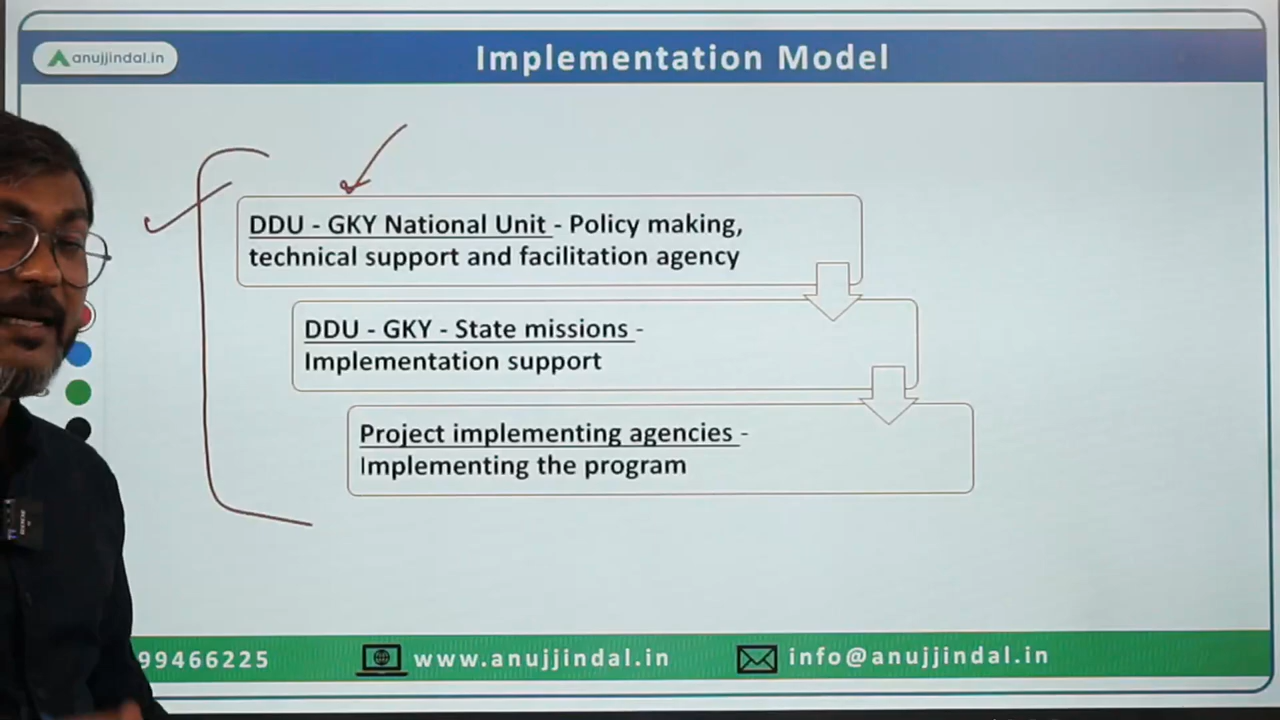 anujjindal.in
Implementation Model
DDU - GKY National Unit - Policy making,
technical support and facilitation agency
DDU - GKY - State missions -
Implementation support
Project implementing agencies -
Implementing the program
99466225
www.anujjindal.in
info@anujjindal.in